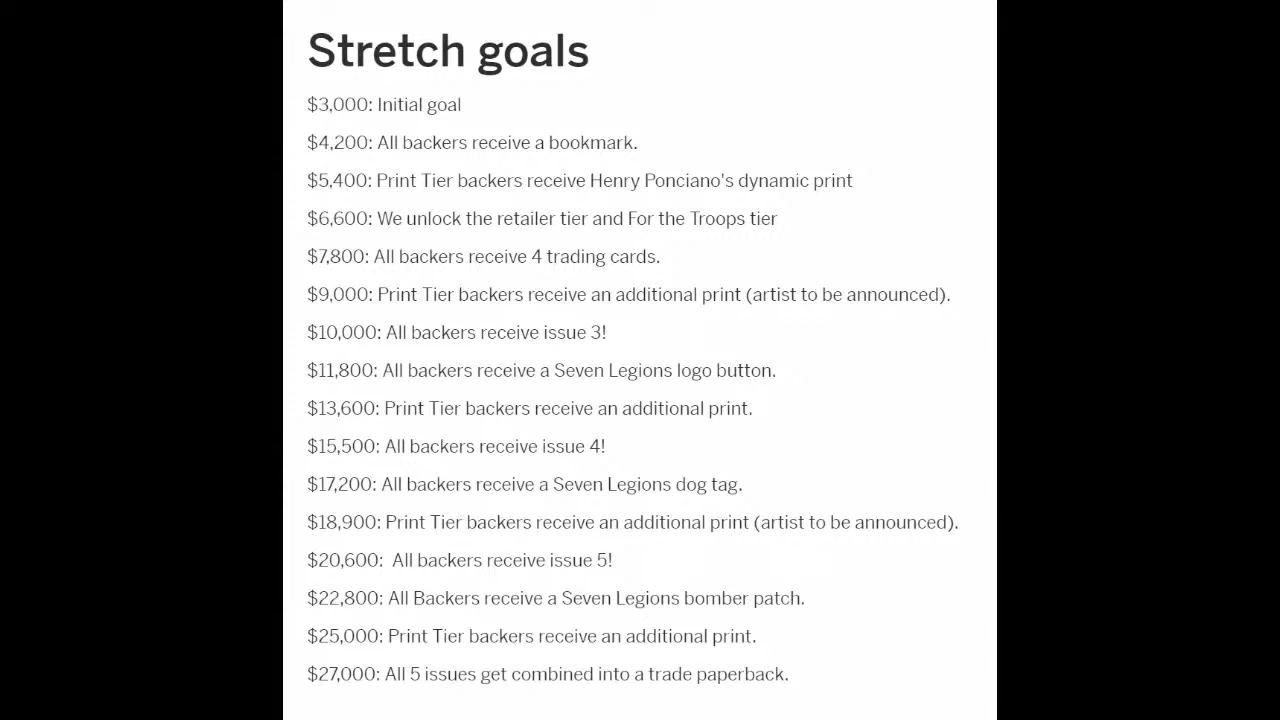 Stretch goals
$3,000: Initial goal
$4,200: All backers receive a bookmark.
$5,400: Print Tier backers receive Henry Ponciano's dynamic print
$6,600: We unlock the retailer tier and For the Troops tier
$7,800: All backers receive 4 trading cards.
$9,000: Print Tier backers receive an additional print (artist to be announced).
$10,000: All backers receive issue 3!
$11,800: All backers receive a Seven Legions logo button.
$13,600: Print Tier backers receive an additional print.
$15,500: All backers receive issue 4!
$17,200: All backers receive a Seven Legions dog tag.
$18,900: Print Tier backers receive an additional print (artist to be announced).
$20,600:  All backers receive issue 5!
$22,800: All Backers receive a Seven Legions bomber patch.
$25,000: Print Tier backers receive an additional print.
$27,000: All 5 issues get combined into a trade paperback.